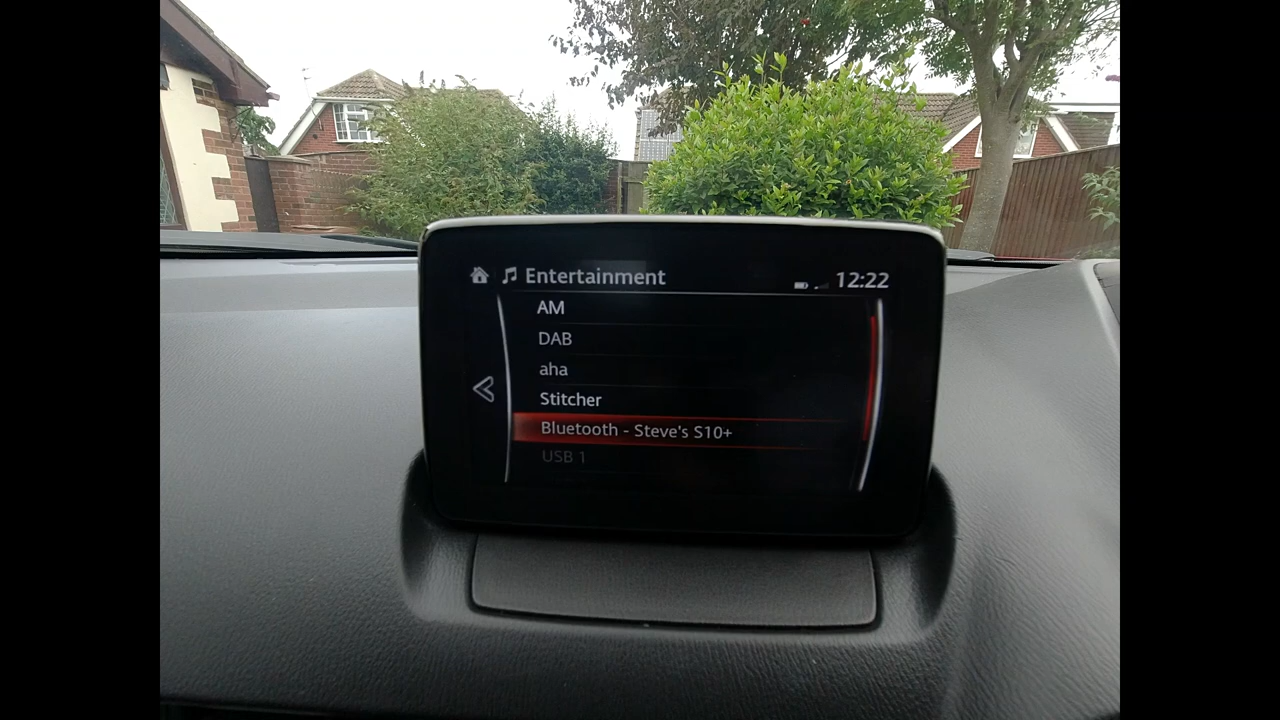 Entertainment 12:22
AM
DAB
aha
Stitcher
Bluetooth - Steve's S10+
USB 1